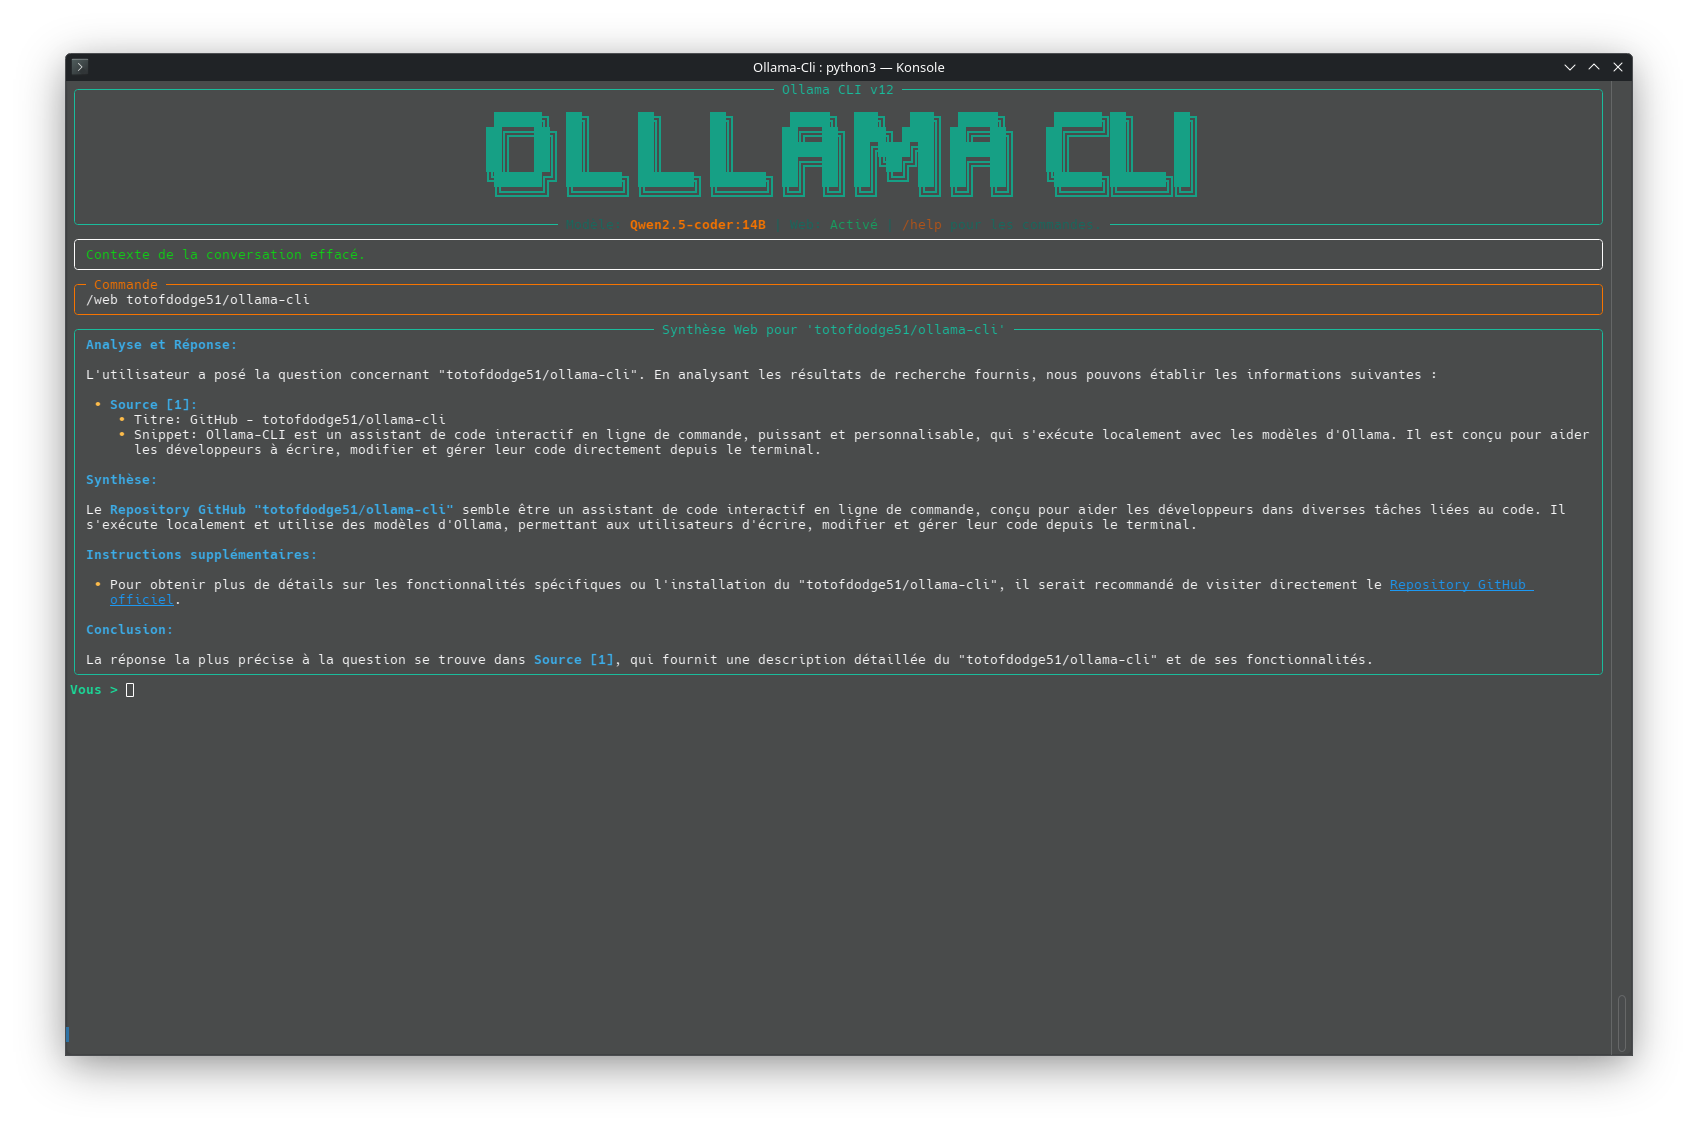 Ollama-Cli : python3 — Konsole
Ollama CLI v12
OLLLAMA CLI
Modèle: Qwen2.5-coder:14B | Web: Activé | /help pour les commandes
Contexte de la conversation effacé.
Commande
/web totofdodge51/ollama-cli
Synthèse Web pour 'totofdodge51/ollama-cli'
Analyse et Réponse:
L'utilisateur a posé la question concernant "totofdodge51/ollama-cli". En analysant les résultats de recherche fournis, nous pouvons établir les informations suivantes :
• Source [1]:
• Titre: GitHub - totofdodge51/ollama-cli
• Snippet: Ollama-CLI est un assistant de code interactif en ligne de commande, puissant et personnalisable, qui s'exécute localement avec les modèles d'Ollama. Il est conçu pour aider
les développeurs à écrire, modifier et gérer leur code directement depuis le terminal.
Synthèse:
Le Repository GitHub "totofdodge51/ollama-cli" semble être un assistant de code interactif en ligne de commande, conçu pour aider les développeurs dans diverses tâches liées au code. Il
s'exécute localement et utilise des modèles d'Ollama, permettant aux utilisateurs d'écrire, modifier et gérer leur code depuis le terminal.
Instructions supplémentaires:
• Pour obtenir plus de détails sur les fonctionnalités spécifiques ou l'installation du "totofdodge51/ollama-cli", il serait recommandé de visiter directement le Repository GitHub
officiel.
Conclusion:
La réponse la plus précise à la question se trouve dans Source [1], qui fournit une description détaillée du "totofdodge51/ollama-cli" et de ses fonctionnalités.
Vous >